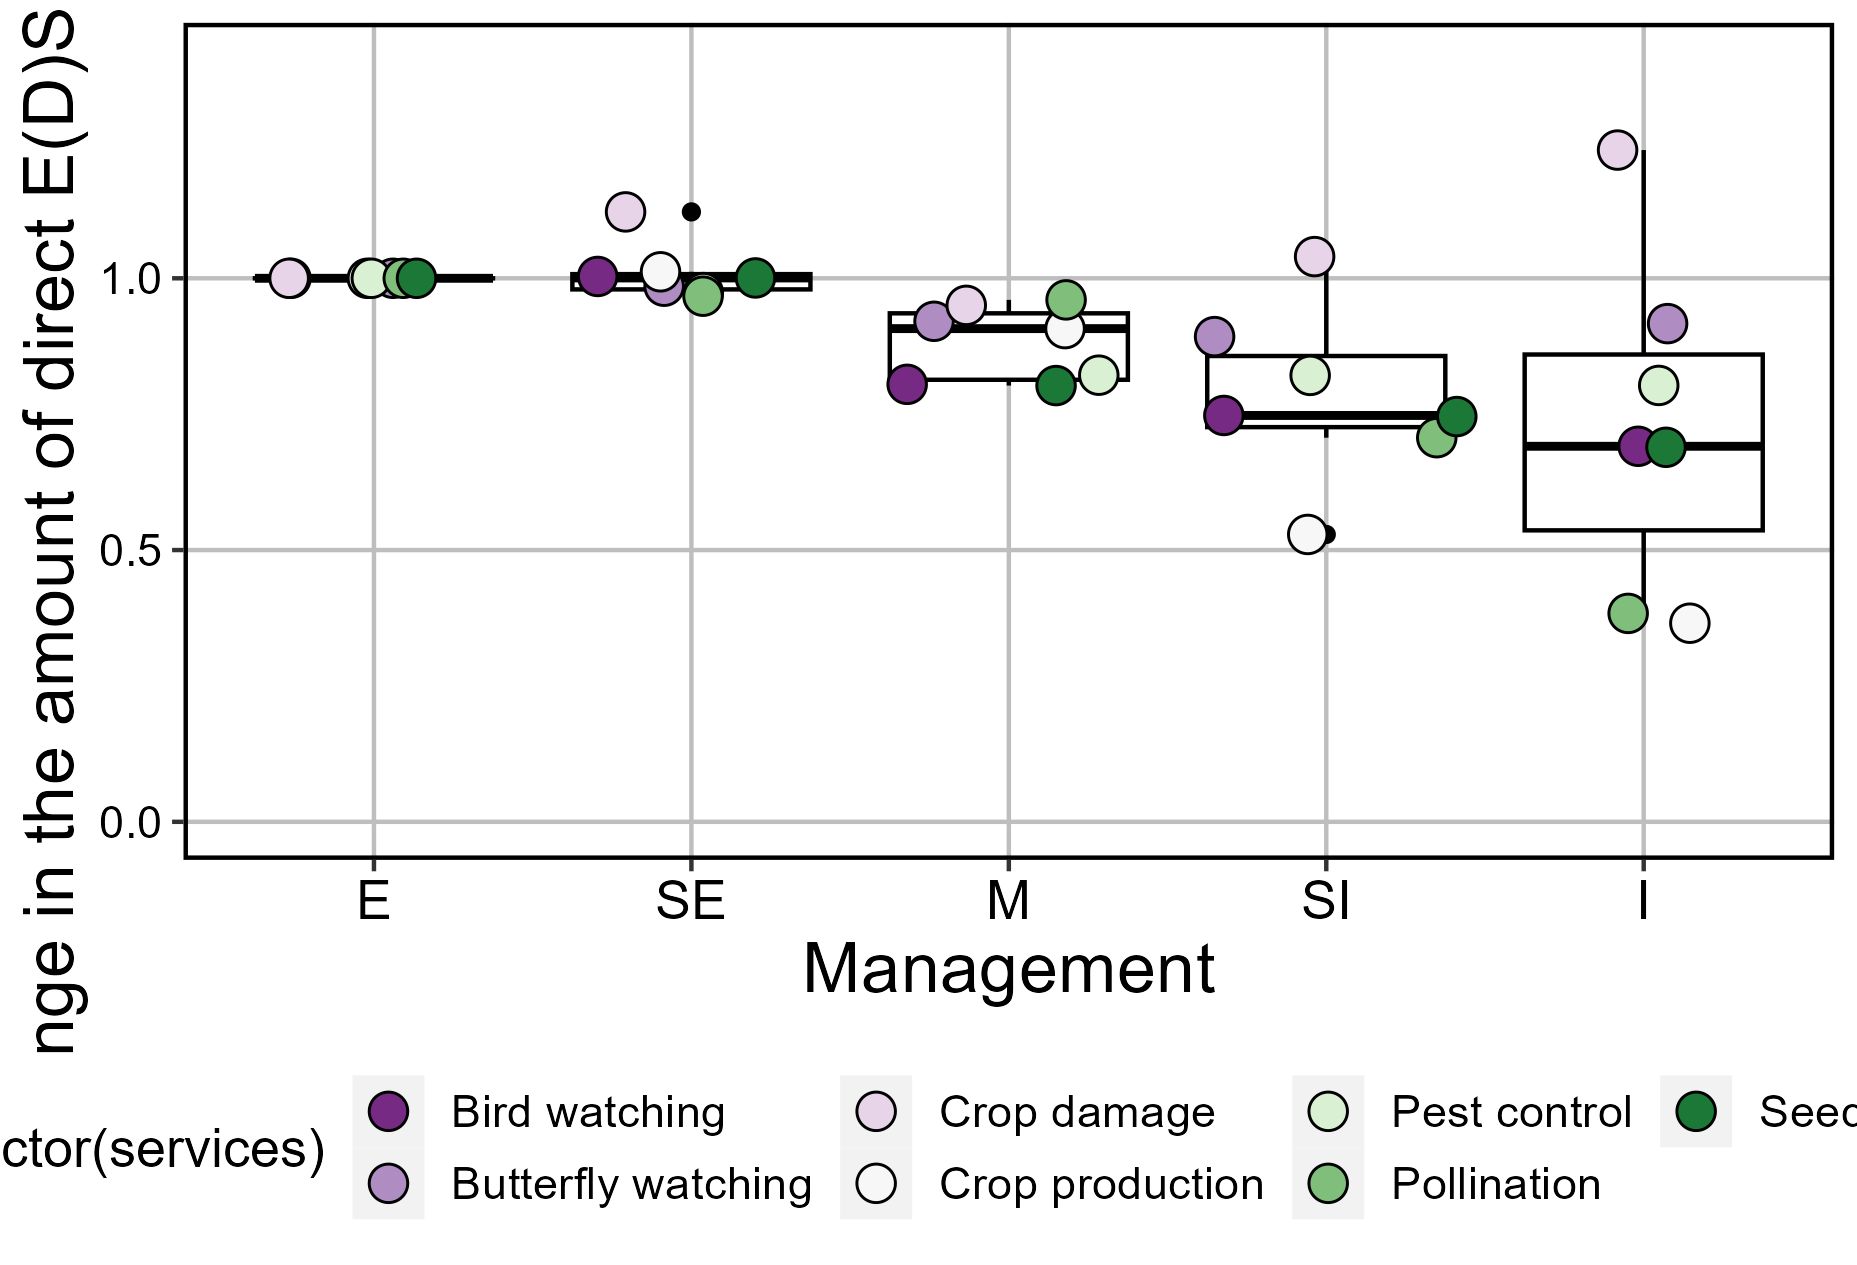 nge in the amount of direct E(D)S
1.0
0.5
0.0
E SE M SI I
Management
ctor(services)
Bird watching Crop damage Pest control Seed
Butterfly watching Crop production Pollination